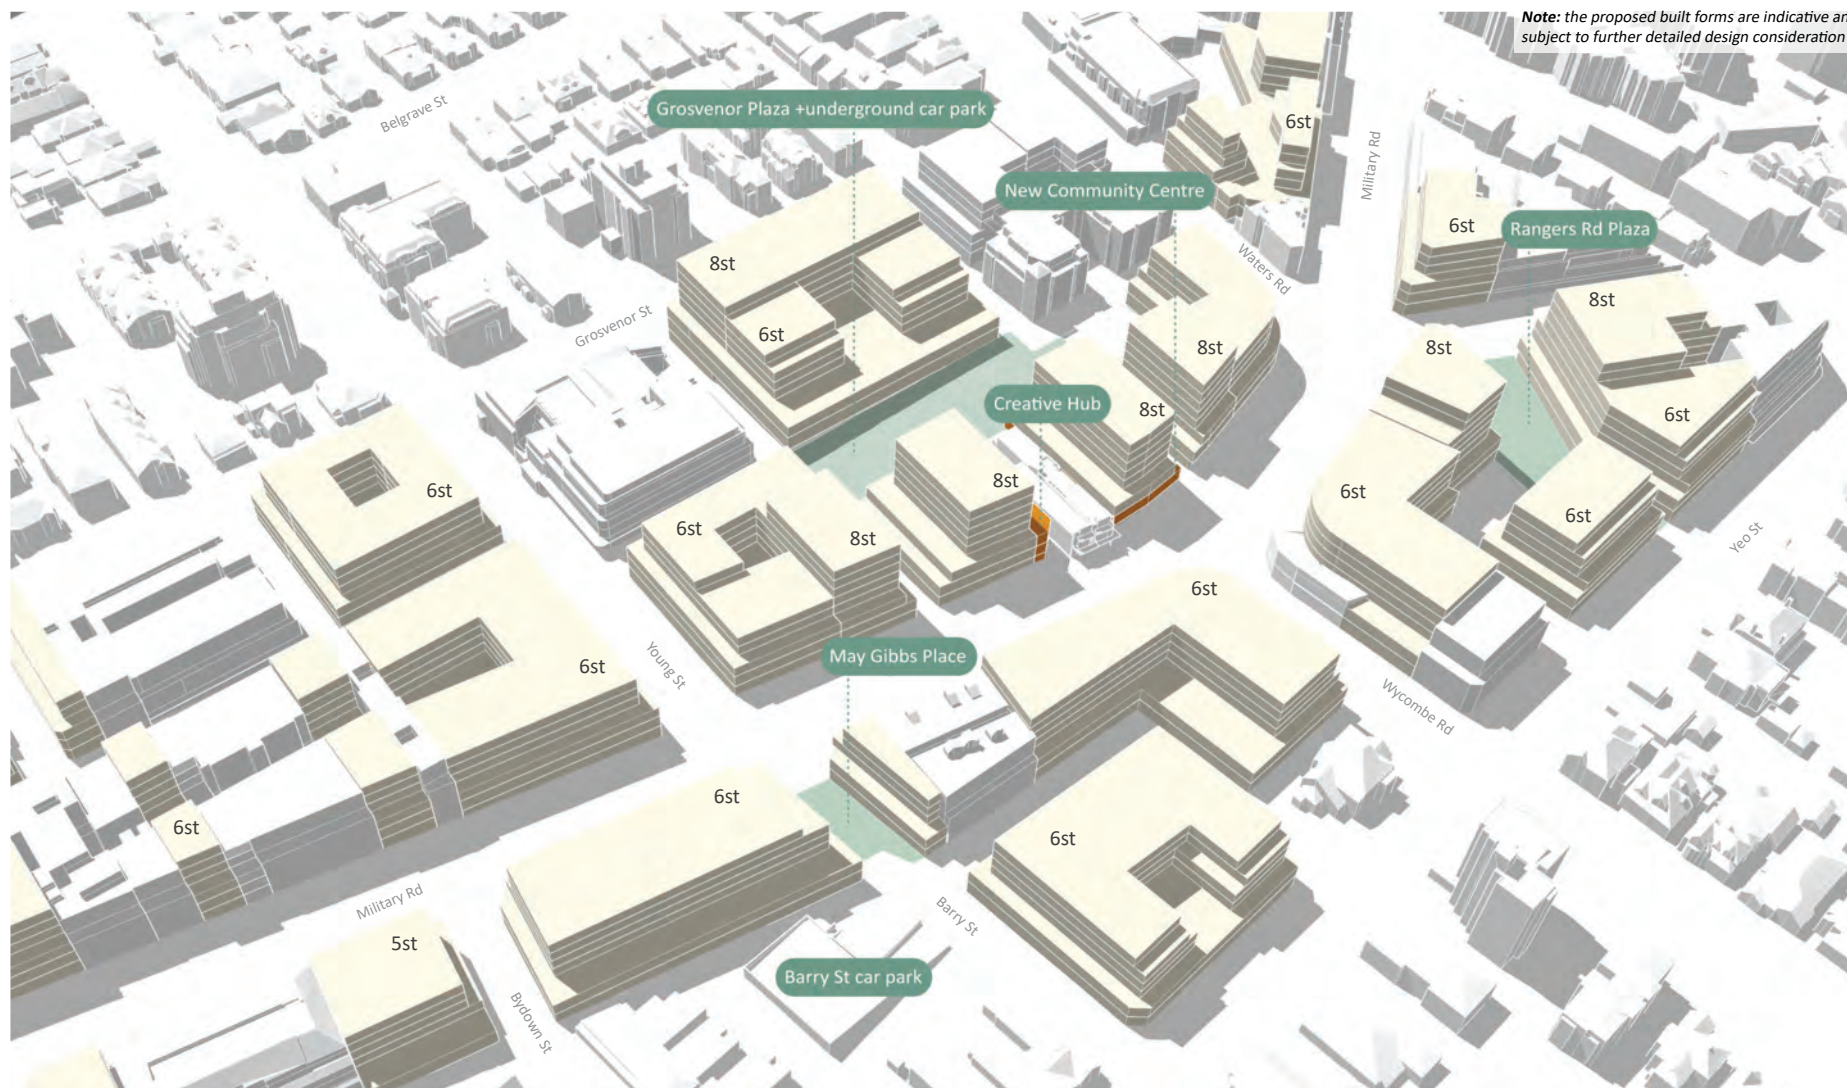 Note: the proposed built forms are indicative an
subject to further detailed design consideration
Belgrave St
Grosvenor Plaza +underground car park
6st
Military Rd
New Community Centre
6st
Rangers Rd Plaza
Waters Rd
8st
8st
Grosvenor St
6st
8st
8st
Creative Hub
8st
6st
6st
8st
6st
6st
6st
8st
Yeo St
6st
May Gibbs Place
Young St
6st
Wycombe Rd
6st
6st
6st
Military Rd
Barry St
5st
Barry St car park
Bydown St